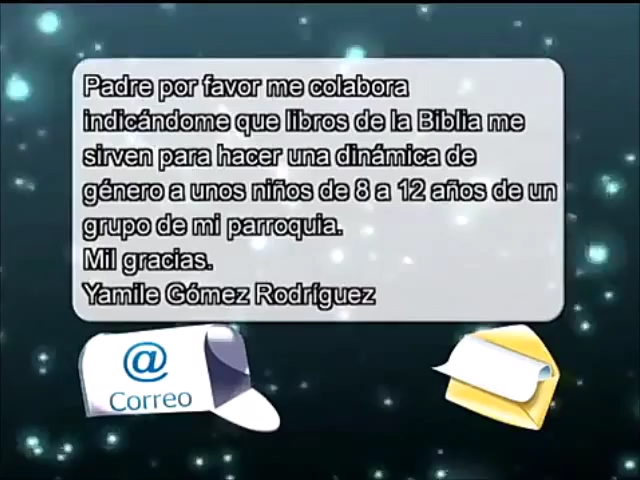 Padre por favor me colabora
indicándome que libros de la Biblia me
sirven para hacer una dinámica de
género a unos niños de 8 a 12 años de un
grupo de mi parroquia.
Mil gracias.
Yamile Gómez Rodríguez
@
Correo